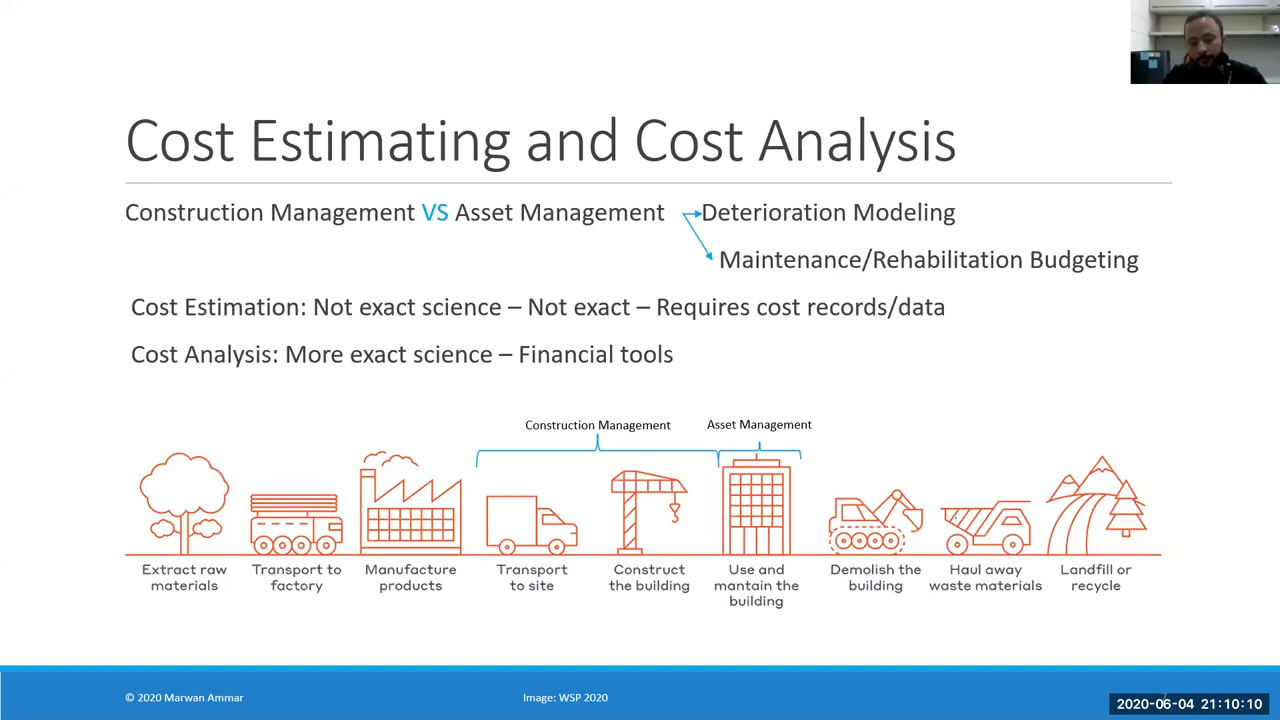 Cost Estimating and Cost Analysis
Construction Management VS Asset Management
Deterioration Modeling
Maintenance/Rehabilitation Budgeting
Cost Estimation: Not exact science – Not exact – Requires cost records/data
Cost Analysis: More exact science – Financial tools
Construction Management
Asset Management
Extract raw
materials
Transport to
factory
Manufacture
products
Transport
to site
Construct
the building
Use and
mantain the
building
Demolish the
building
Haul away
waste materials
Landfill or
recycle
© 2020 Marwan Ammar
Image: WSP 2020
2020-06-04 21:10:10